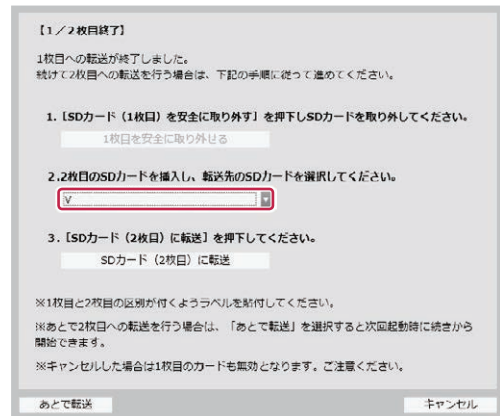 【1／2枚目終了】
1枚目への転送が終了しました。
続けて2枚目への転送を行う場合は、下記の手順に従って進めてください。
1.［SDカード（1枚目）を安全に取り外す］を押下しSDカードを取り外してください。
1枚目を安全に取り外せる
2.2枚目のSDカードを挿入し、転送先のSDカードを選択してください。
V
3.［SDカード（2枚目）に転送］を押下してください。
SDカード（2枚目）に転送
※1枚目と2枚目の区別が付くようラベルを貼付してください。
※あとで2枚目への転送を行う場合は、「あとで転送」を選択すると次回起動時に続きから
開始できます。
※キャンセルした場合は1枚目のカードも無効となります。ご注意ください。
あとで転送
キャンセル